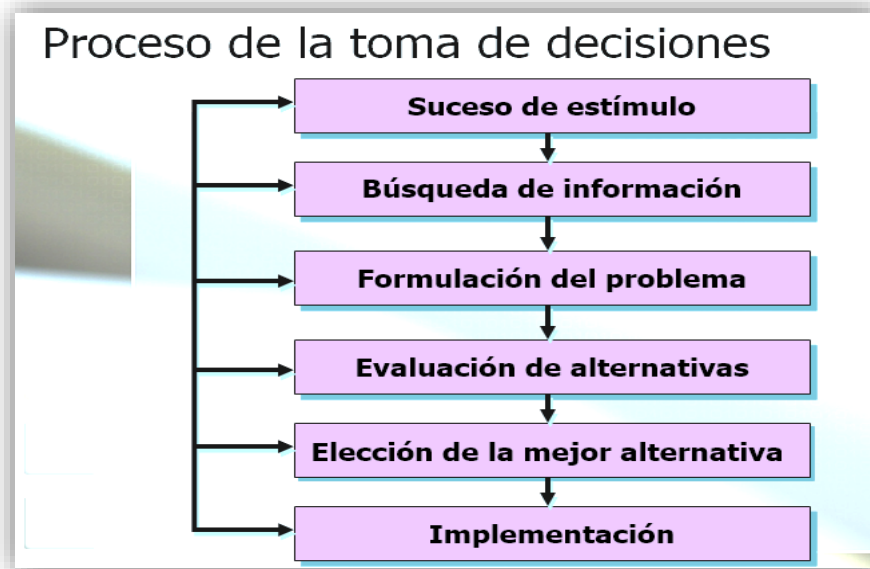 Proceso de la toma de decisiones
Suceso de estímulo
Búsqueda de información
Formulación del problema
Evaluación de alternativas
Elección de la mejor alternativa
Implementación